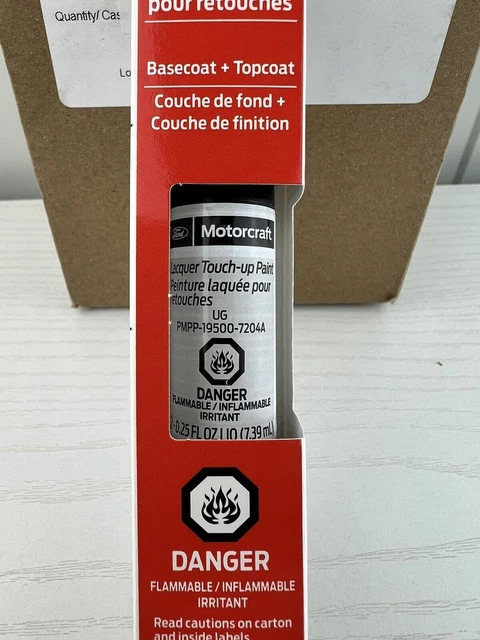 Quantity/ Cas
Lo
pour retouches
Basecoat + Topcoat
Couche de fond +
Couche de finition
Ford
Motorcraft
Lacquer Touch-up Paint
Peinture laquée pour
retouches
UG
PMPP-19500-7204A
DANGER
FLAMMABLE / INFLAMMABLE
IRRITANT
0.25 FL OZ LIQ (7.39 mL)
DANGER
FLAMMABLE / INFLAMMABLE
IRRITANT
Read cautions on carton
and inside labels